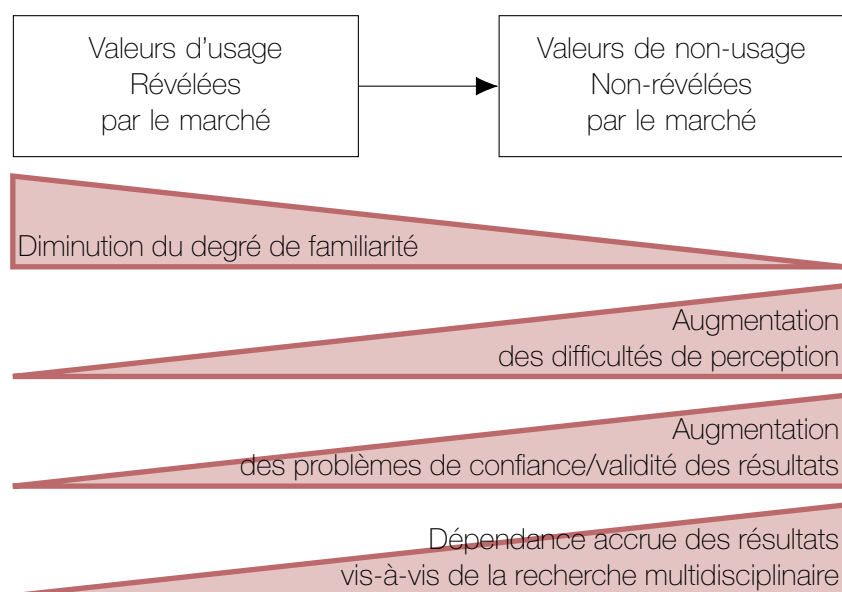 Valeurs d'usage
Révélées
par le marché
Valeurs de non-usage
Non-révélées
par le marché
Diminution du degré de familiarité
Augmentation
des difficultés de perception
Augmentation
des problèmes de confiance/validité des résultats
Dépendance accrue des résultats
vis-à-vis de la recherche multidisciplinaire